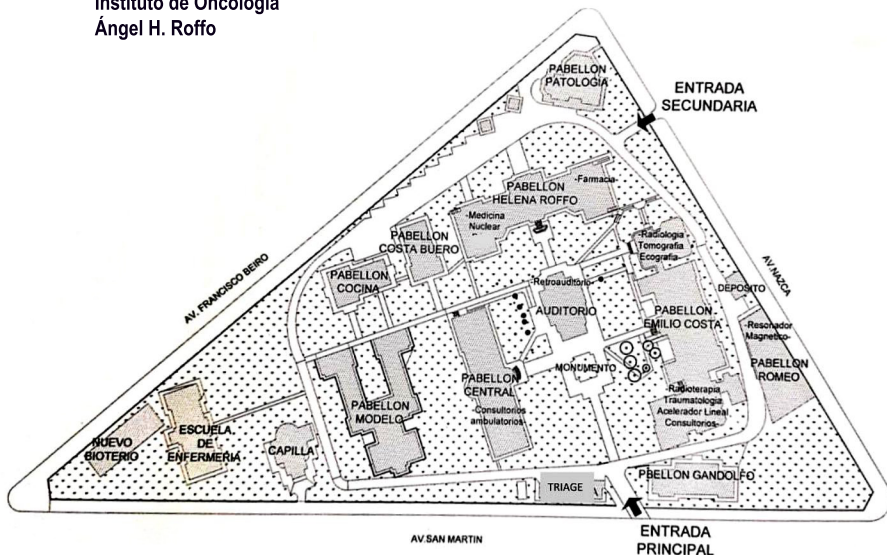 Instituto de Oncología
Ángel H. Roffo
PABELLON
PATOLOGIA
ENTRADA
SECUNDARIA
-Farmacia-
PABELLON
HELENA ROFFO
-Medicina
Nuclear
PABELLON
COSTA BUERO
-Radiologia
Tomografia
Ecografia-
PABELLON
COCINA
AV. FRANCISCO BEIRO
AV. NAZCA
-Retroauditorio-
DEPOSITO
AUDITORIO
PABELLON
EMILIO COSTA
-Resonador
Magnetico-
PABELLON
ROMEO
MONUMENTO
PABELLON
CENTRAL
-Consultorios
ambulatorios-
-Radioterapia
Traumatologia
Acelerador Lineal
Consultorios-
PABELLON
MODELO
NUEVO
BIOTERIO
ESCUELA
DE
ENFERMERIA
CAPILLA
TRIAGE
PBELLON GANDOLFO
AV.SAN MARTIN
ENTRADA
PRINCIPAL